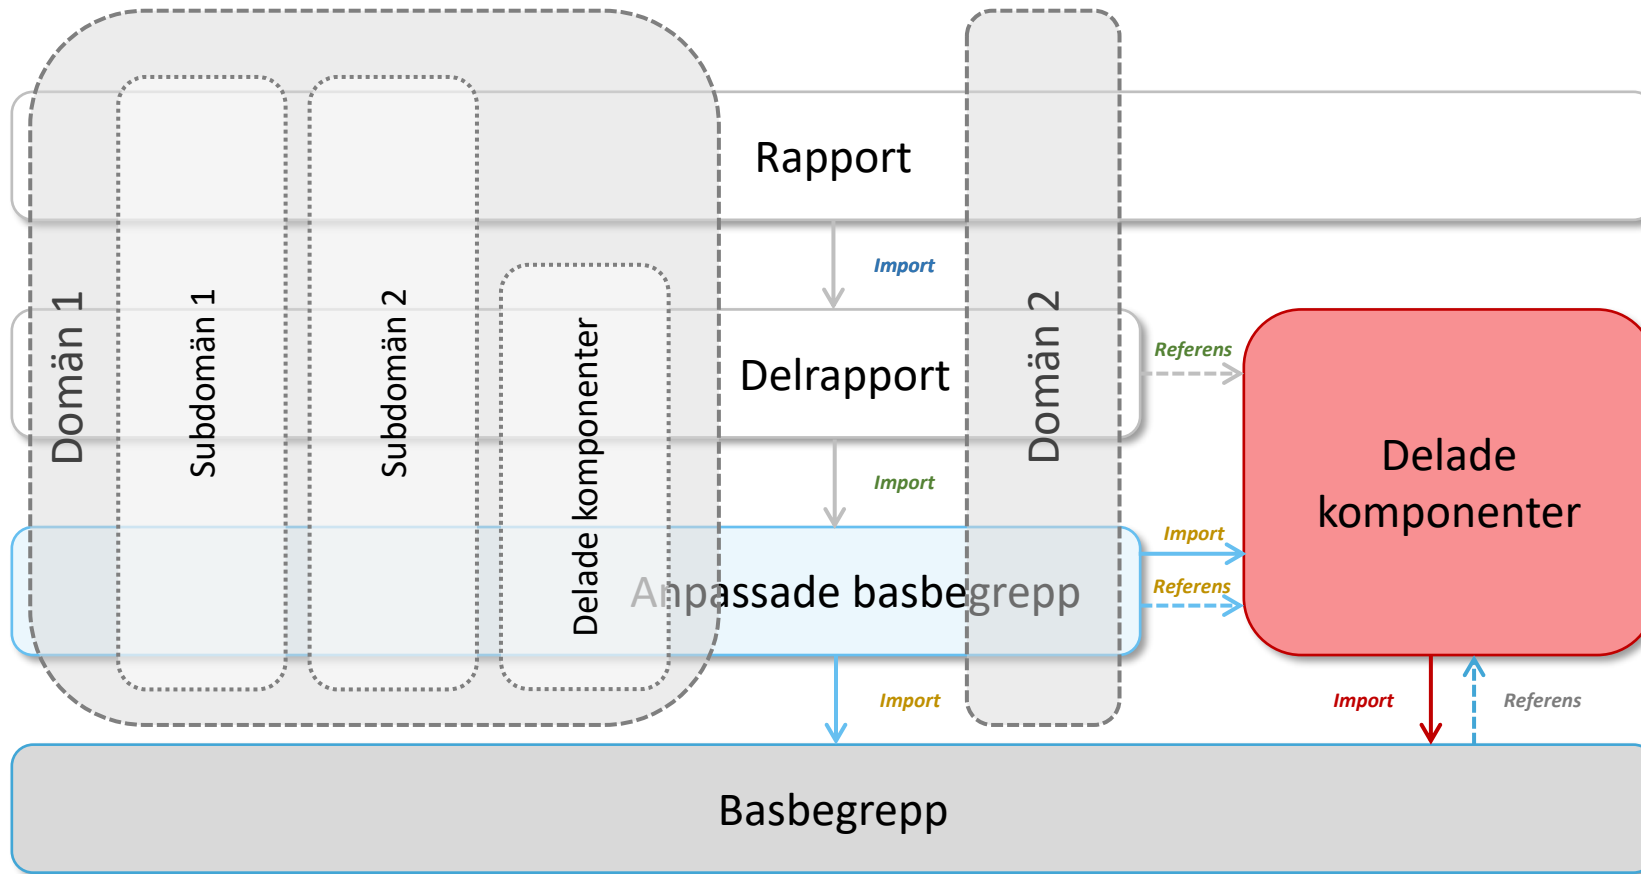 Rapport
Import
Domän 1
Subdomän 1
Subdomän 2
Delade komponenter
Delrapport
Domän 2
Referens
Delade
komponenter
Import
Import
Anpassade basbegrepp
Referens
Import
Import
Referens
Basbegrepp